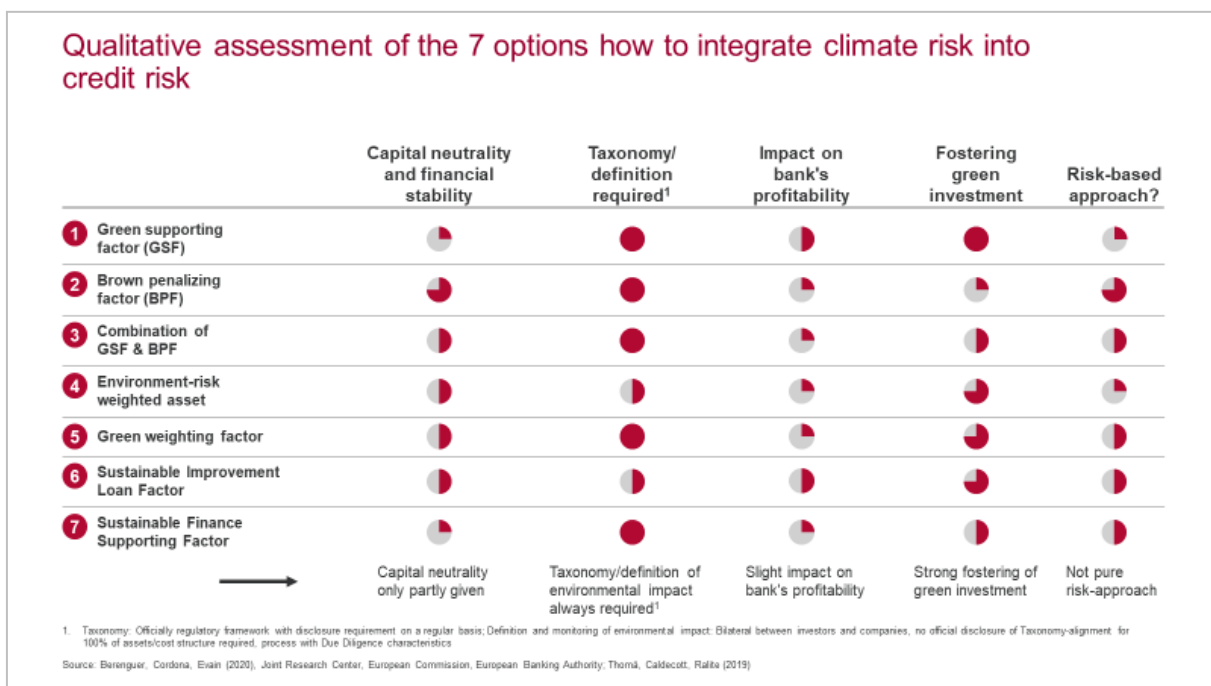 Qualitative assessment of the 7 options how to integrate climate risk into
credit risk
Capital neutrality
and financial
stability
Taxonomy/
definition
required¹
Impact on
bank's
profitability
Fostering
green
investment
Risk-based
approach?
1 Green supporting
factor (GSF)
2 Brown penalizing
factor (BPF)
3 Combination of
GSF & BPF
4 Environment-risk
weighted asset
5 Green weighting factor
6 Sustainable Improvement
Loan Factor
7 Sustainable Finance
Supporting Factor
Capital neutrality
only partly given
Taxonomy/definition of
environmental impact
always required¹
Slight impact on
bank's profitability
Strong fostering of
green investment
Not pure
risk-approach
1. Taxonomy: Officially regulatory framework with disclosure requirement on a regular basis; Definition and monitoring of environmental impact: Bilateral between investors and companies, no official disclosure of Taxonomy-alignment for
100% of assets/cost structure required, process with Due Diligence characteristics
Source: Berenguer, Cordona, Evain (2020), Joint Research Center, European Commission, European Banking Authority; Thomä, Caldecott, Ralite (2019)